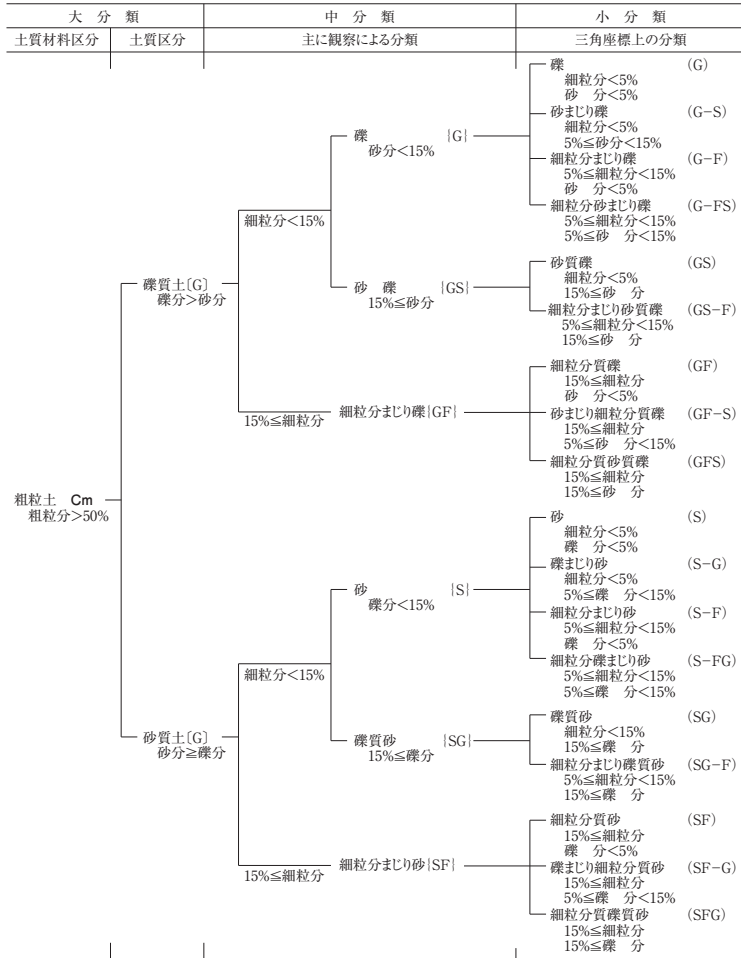 大 分 類
中 分 類
小 分 類
土質材料区分
土質区分
主に観察による分類
三角座標上の分類
粗粒土 Cm
粗粒分>50%
礫質土〔G〕
礫分>砂分
細粒分<15%
礫 {G}
砂分<15%
礫 (G)
細粒分<5%
砂 分<5%
砂まじり礫 (G−S)
細粒分<5%
5%≦砂分<15%
細粒分まじり礫 (G−F)
5%≦細粒分<15%
砂 分<5%
細粒分砂まじり礫 (G−FS)
5%≦細粒分<15%
5%≦砂 分<15%
砂 礫 {GS}
15%≦砂分
砂質礫 (GS)
細粒分<5%
15%≦砂 分
細粒分まじり砂質礫 (GS−F)
5%≦細粒分<15%
15%≦砂 分
15%≦細粒分
細粒分まじり礫{GF}
細粒分質礫 (GF)
15%≦細粒分
砂 分<5%
砂まじり細粒分質礫 (GF−S)
15%≦細粒分
5%≦砂 分<15%
細粒分質砂質礫 (GFS)
15%≦細粒分
15%≦砂 分
砂質土〔G〕
砂分≧礫分
細粒分<15%
砂 {S}
礫分<15%
砂 (S)
細粒分<5%
礫 分<5%
礫まじり砂 (S−G)
細粒分<5%
5%≦礫 分<15%
細粒分まじり砂 (S−F)
5%≦細粒分<15%
礫 分<5%
細粒分礫まじり砂 (S−FG)
5%≦細粒分<15%
5%≦礫 分<15%
礫質砂 {SG}
15%≦礫分
礫質砂 (SG)
細粒分<15%
15%≦礫 分
細粒分まじり礫質砂 (SG−F)
5%≦細粒分<15%
15%≦礫 分
15%≦細粒分
細粒分まじり砂{SF}
細粒分質砂 (SF)
15%≦細粒分
礫 分<5%
礫まじり細粒分質砂 (SF−G)
15%≦細粒分
5%≦礫 分<15%
細粒分質礫質砂 (SFG)
15%≦細粒分
15%≦礫 分